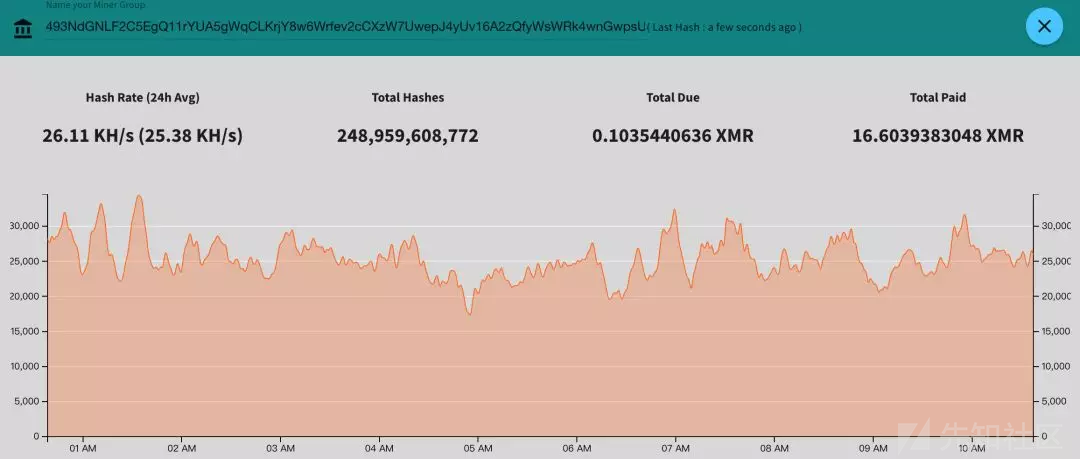 Name your Miner Group
493NdGNLF2C5EgQ11rYUA5gWqCLKrjY8w6Wrfev2cCXzW7UwepJ4yUv16A2zQfyWsWRk4wnGwpsU( Last Hash : a few seconds ago )
Hash Rate (24h Avg) Total Hashes Total Due Total Paid
26.11 KH/s (25.38 KH/s) 248,959,608,772 0.1035440636 XMR 16.6039383048 XMR
30,000 30,000
25,000 25,000
20,000 20,000
15,000 15,000
10,000 10,000
5,000 5,000
0 0
01 AM 02 AM 03 AM 04 AM 05 AM 06 AM 07 AM 08 AM 09 AM 10 AM
先知社区